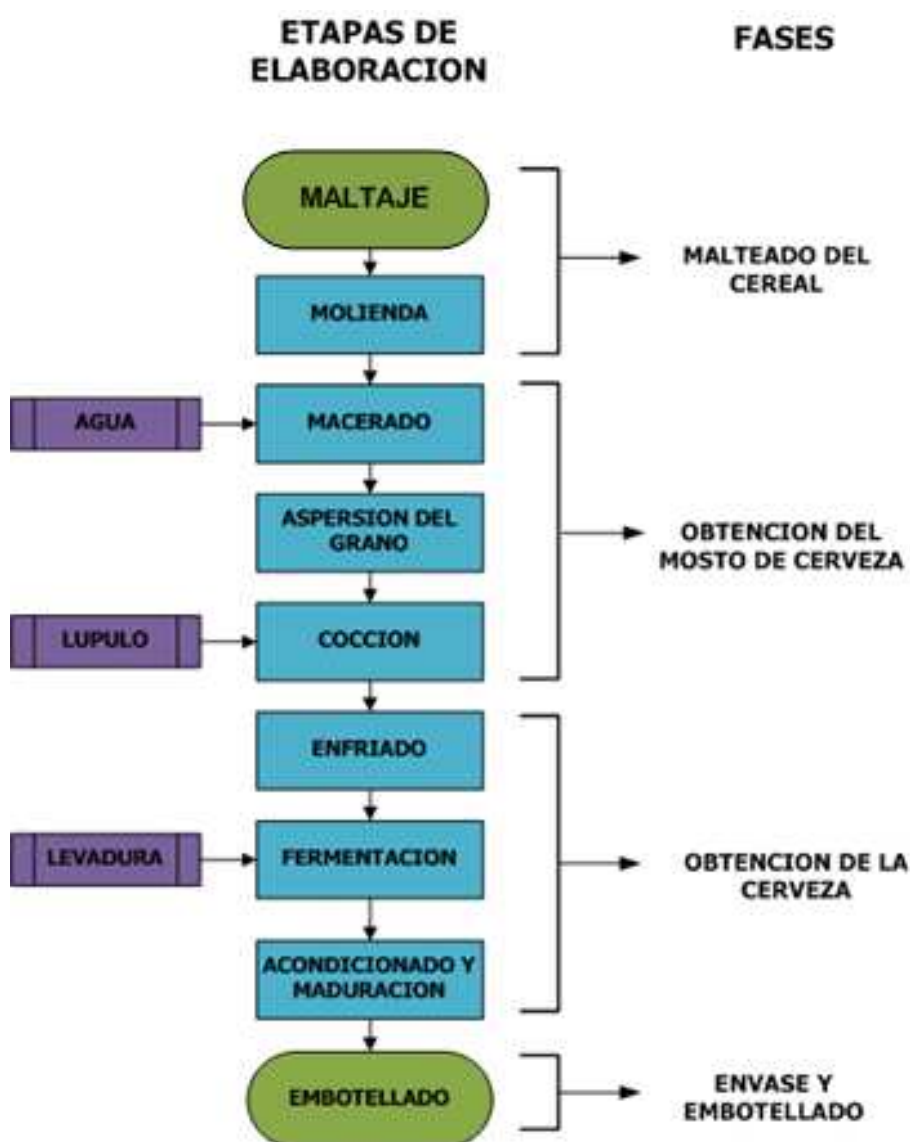 ETAPAS DE
ELABORACION
FASES
MALTAJE
MALTEADO DEL
CEREAL
MOLIENDA
AGUA
MACERADO
ASPERSION DEL
GRANO
OBTENCION DEL
MOSTO DE CERVEZA
LUPULO
COCCION
ENFRIADO
LEVADURA
FERMENTACION
OBTENCION DE LA
CERVEZA
ACONDICIONADO Y
MADURACION
EMBOTELLADO
ENVASE Y
EMBOTELLADO